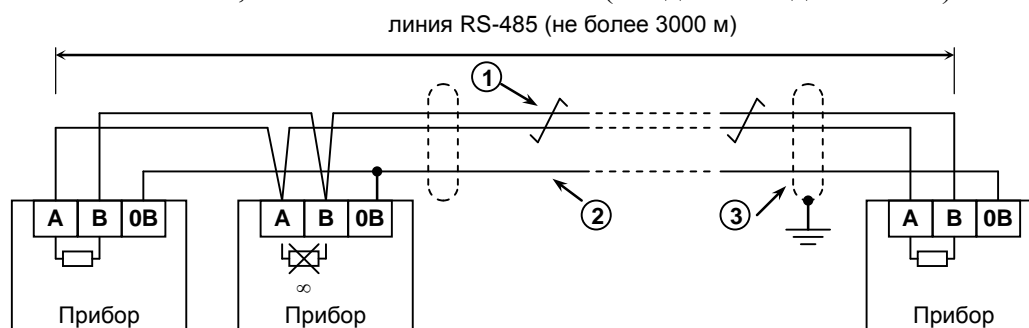 линия RS-485 (не более 3000 м)
1
2
3
A B 0B
A B 0B
A B 0B
∞
Прибор
Прибор
Прибор